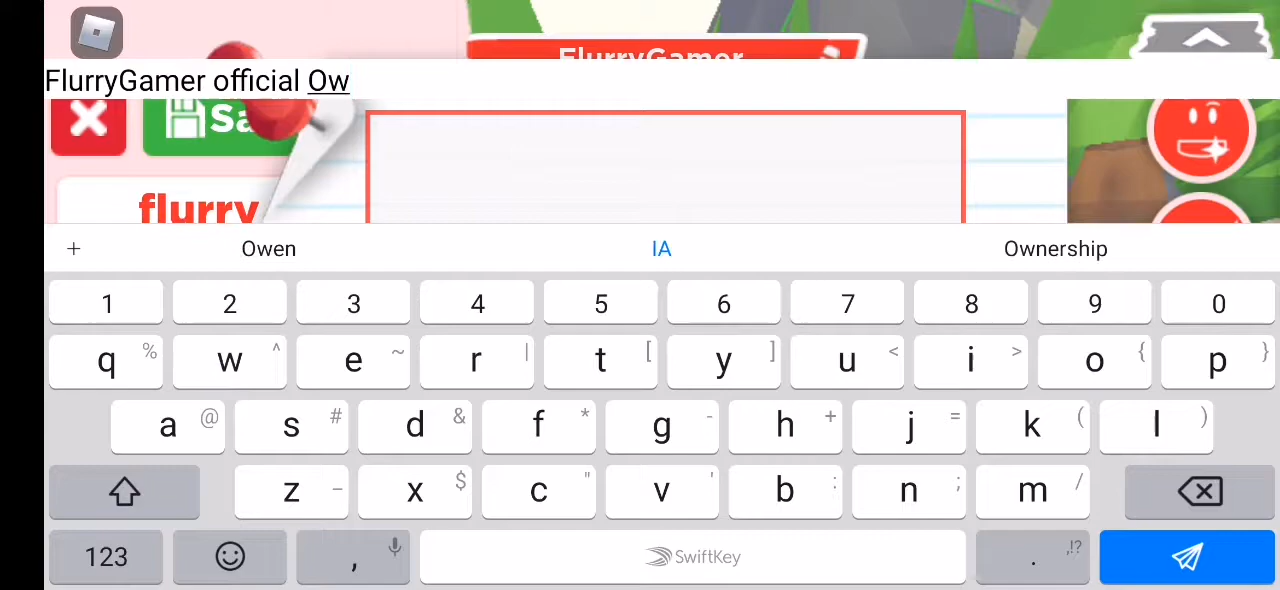 FlurryGamer
FlurryGamer official Ow
Sa
flurry
+ Owen IA Ownership
1 2 3 4 5 6 7 8 9 0
q % w ^ e ~ r | t [ y ] u < i > o { p }
a @ s # d & f * g - h + j = k ( l )
z _ x $ c " v ' b : n ; m /
123 , SwiftKey . ,!?